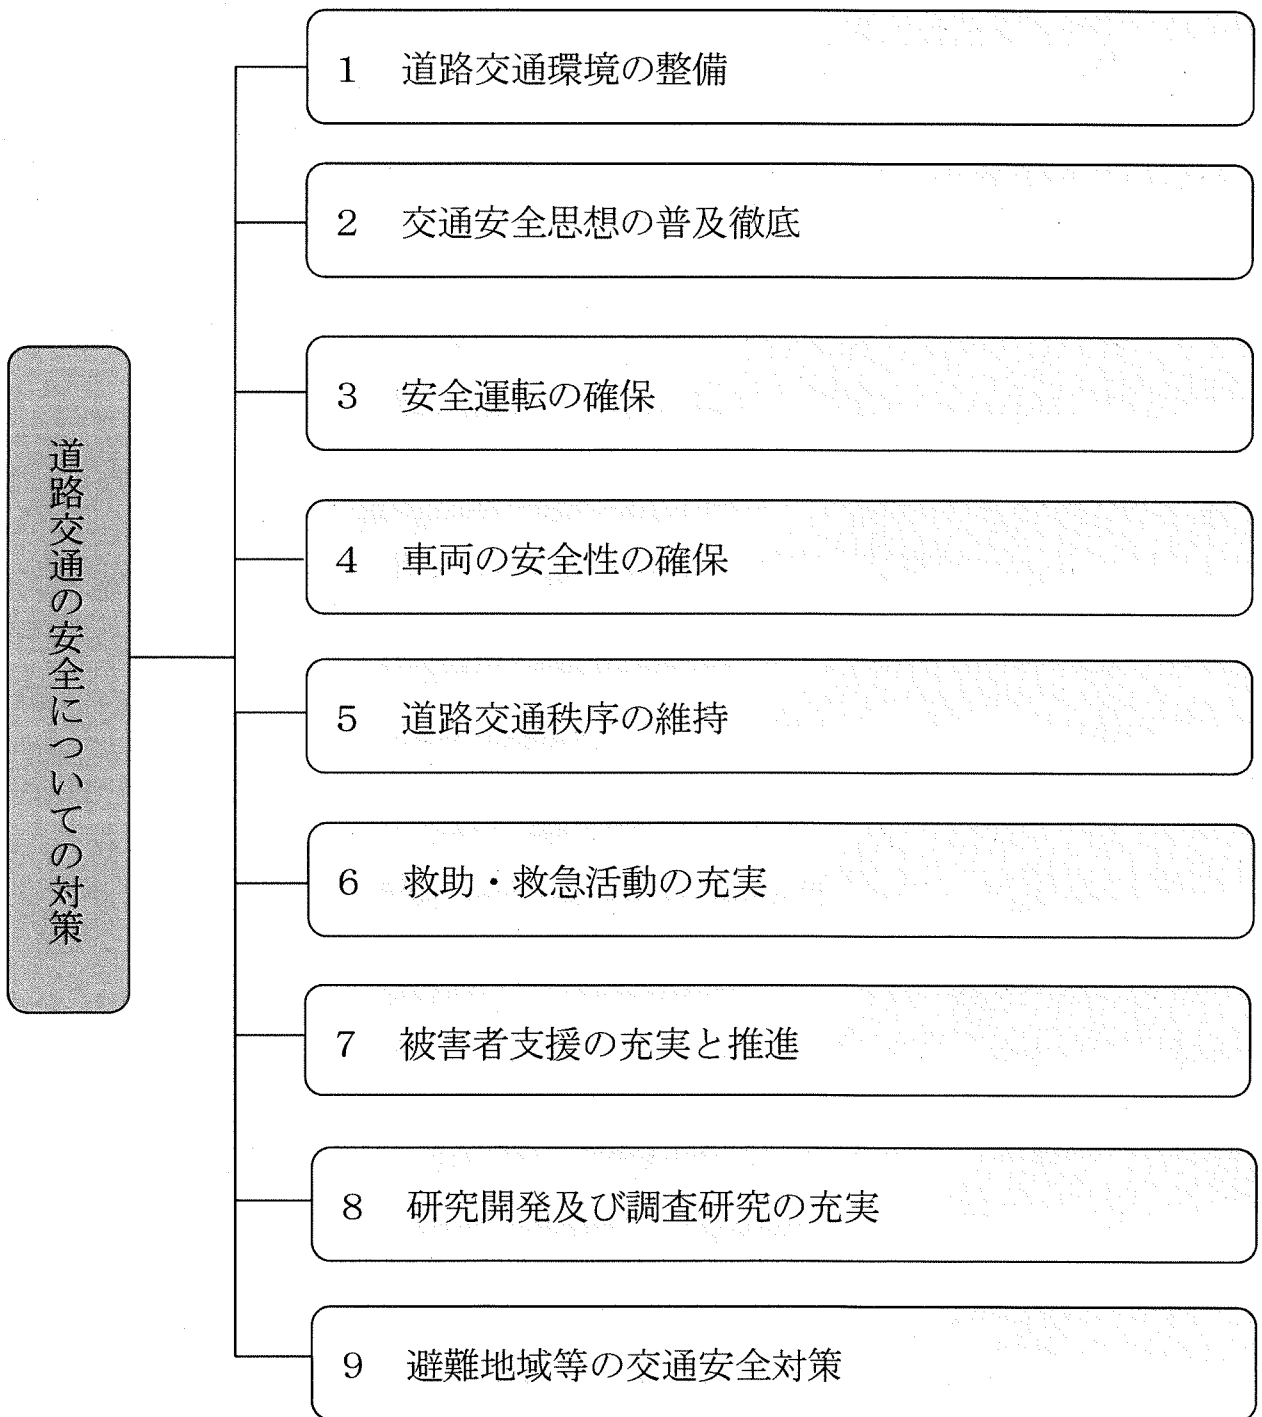 道路交通の安全についての対策
1 道路交通環境の整備
2 交通安全思想の普及徹底
3 安全運転の確保
4 車両の安全性の確保
5 道路交通秩序の維持
6 救助・救急活動の充実
7 被害者支援の充実と推進
8 研究開発及び調査研究の充実
9 避難地域等の交通安全対策